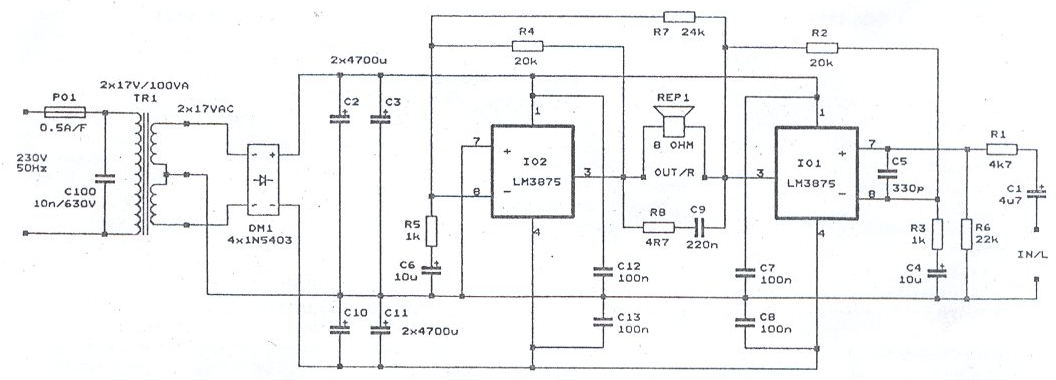 R7 24k
R4
20k
R2
20k
2x4700u
2x17V/100VA
TR1
PO1
0.5A/F
2x17VAC
C2
C3
REP1
8 OHM
OUT/R
1
7
+
IO2
LM3875
-
8
3
4
1
7
+
IO1
LM3875
-
8
3
4
R1
4k7
C5
330p
C1
4u7
230V
50Hz
C100
10n/630V
DM1
4x1N5403
R5
1k
C6
10u
R8
4R7
C9
220n
R3
1k
R6
22k
C4
10u
IN/L
C12
100n
C7
100n
C10
C11
2x4700u
C13
100n
C8
100n